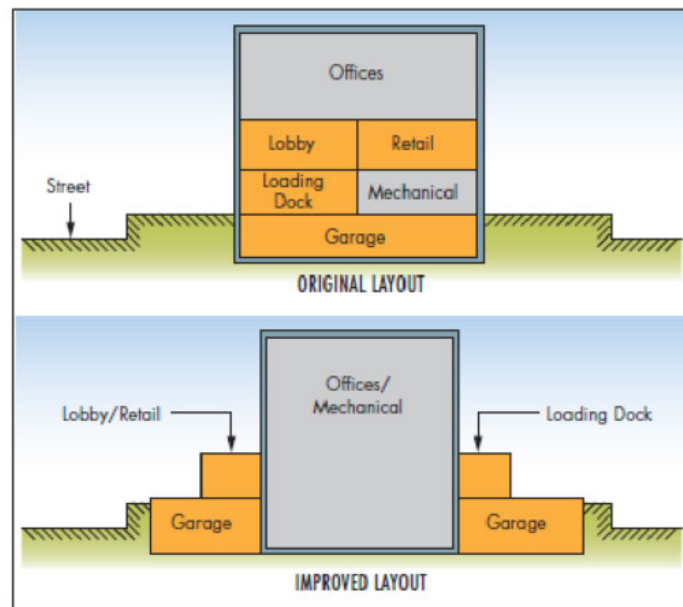 Offices
Lobby
Retail
Street
Loading
Dock
Mechanical
Garage
ORIGINAL LAYOUT
Offices/
Mechanical
Lobby/Retail
Loading Dock
Garage
Garage
IMPROVED LAYOUT